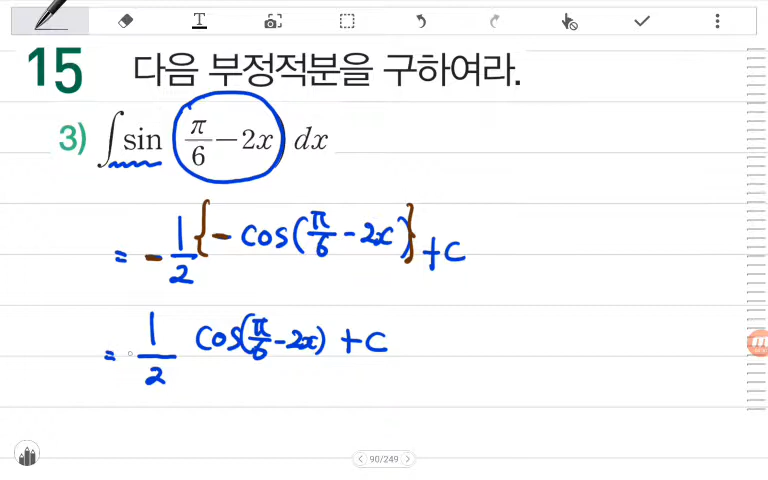 T
15 다음 부정적분을 구하여라.
3) ∫ sin (π/6 − 2x) dx
= - 1/2 { - cos(π/6 - 2x) } + C
= 1/2 cos(π/6 - 2x) + C
90/249